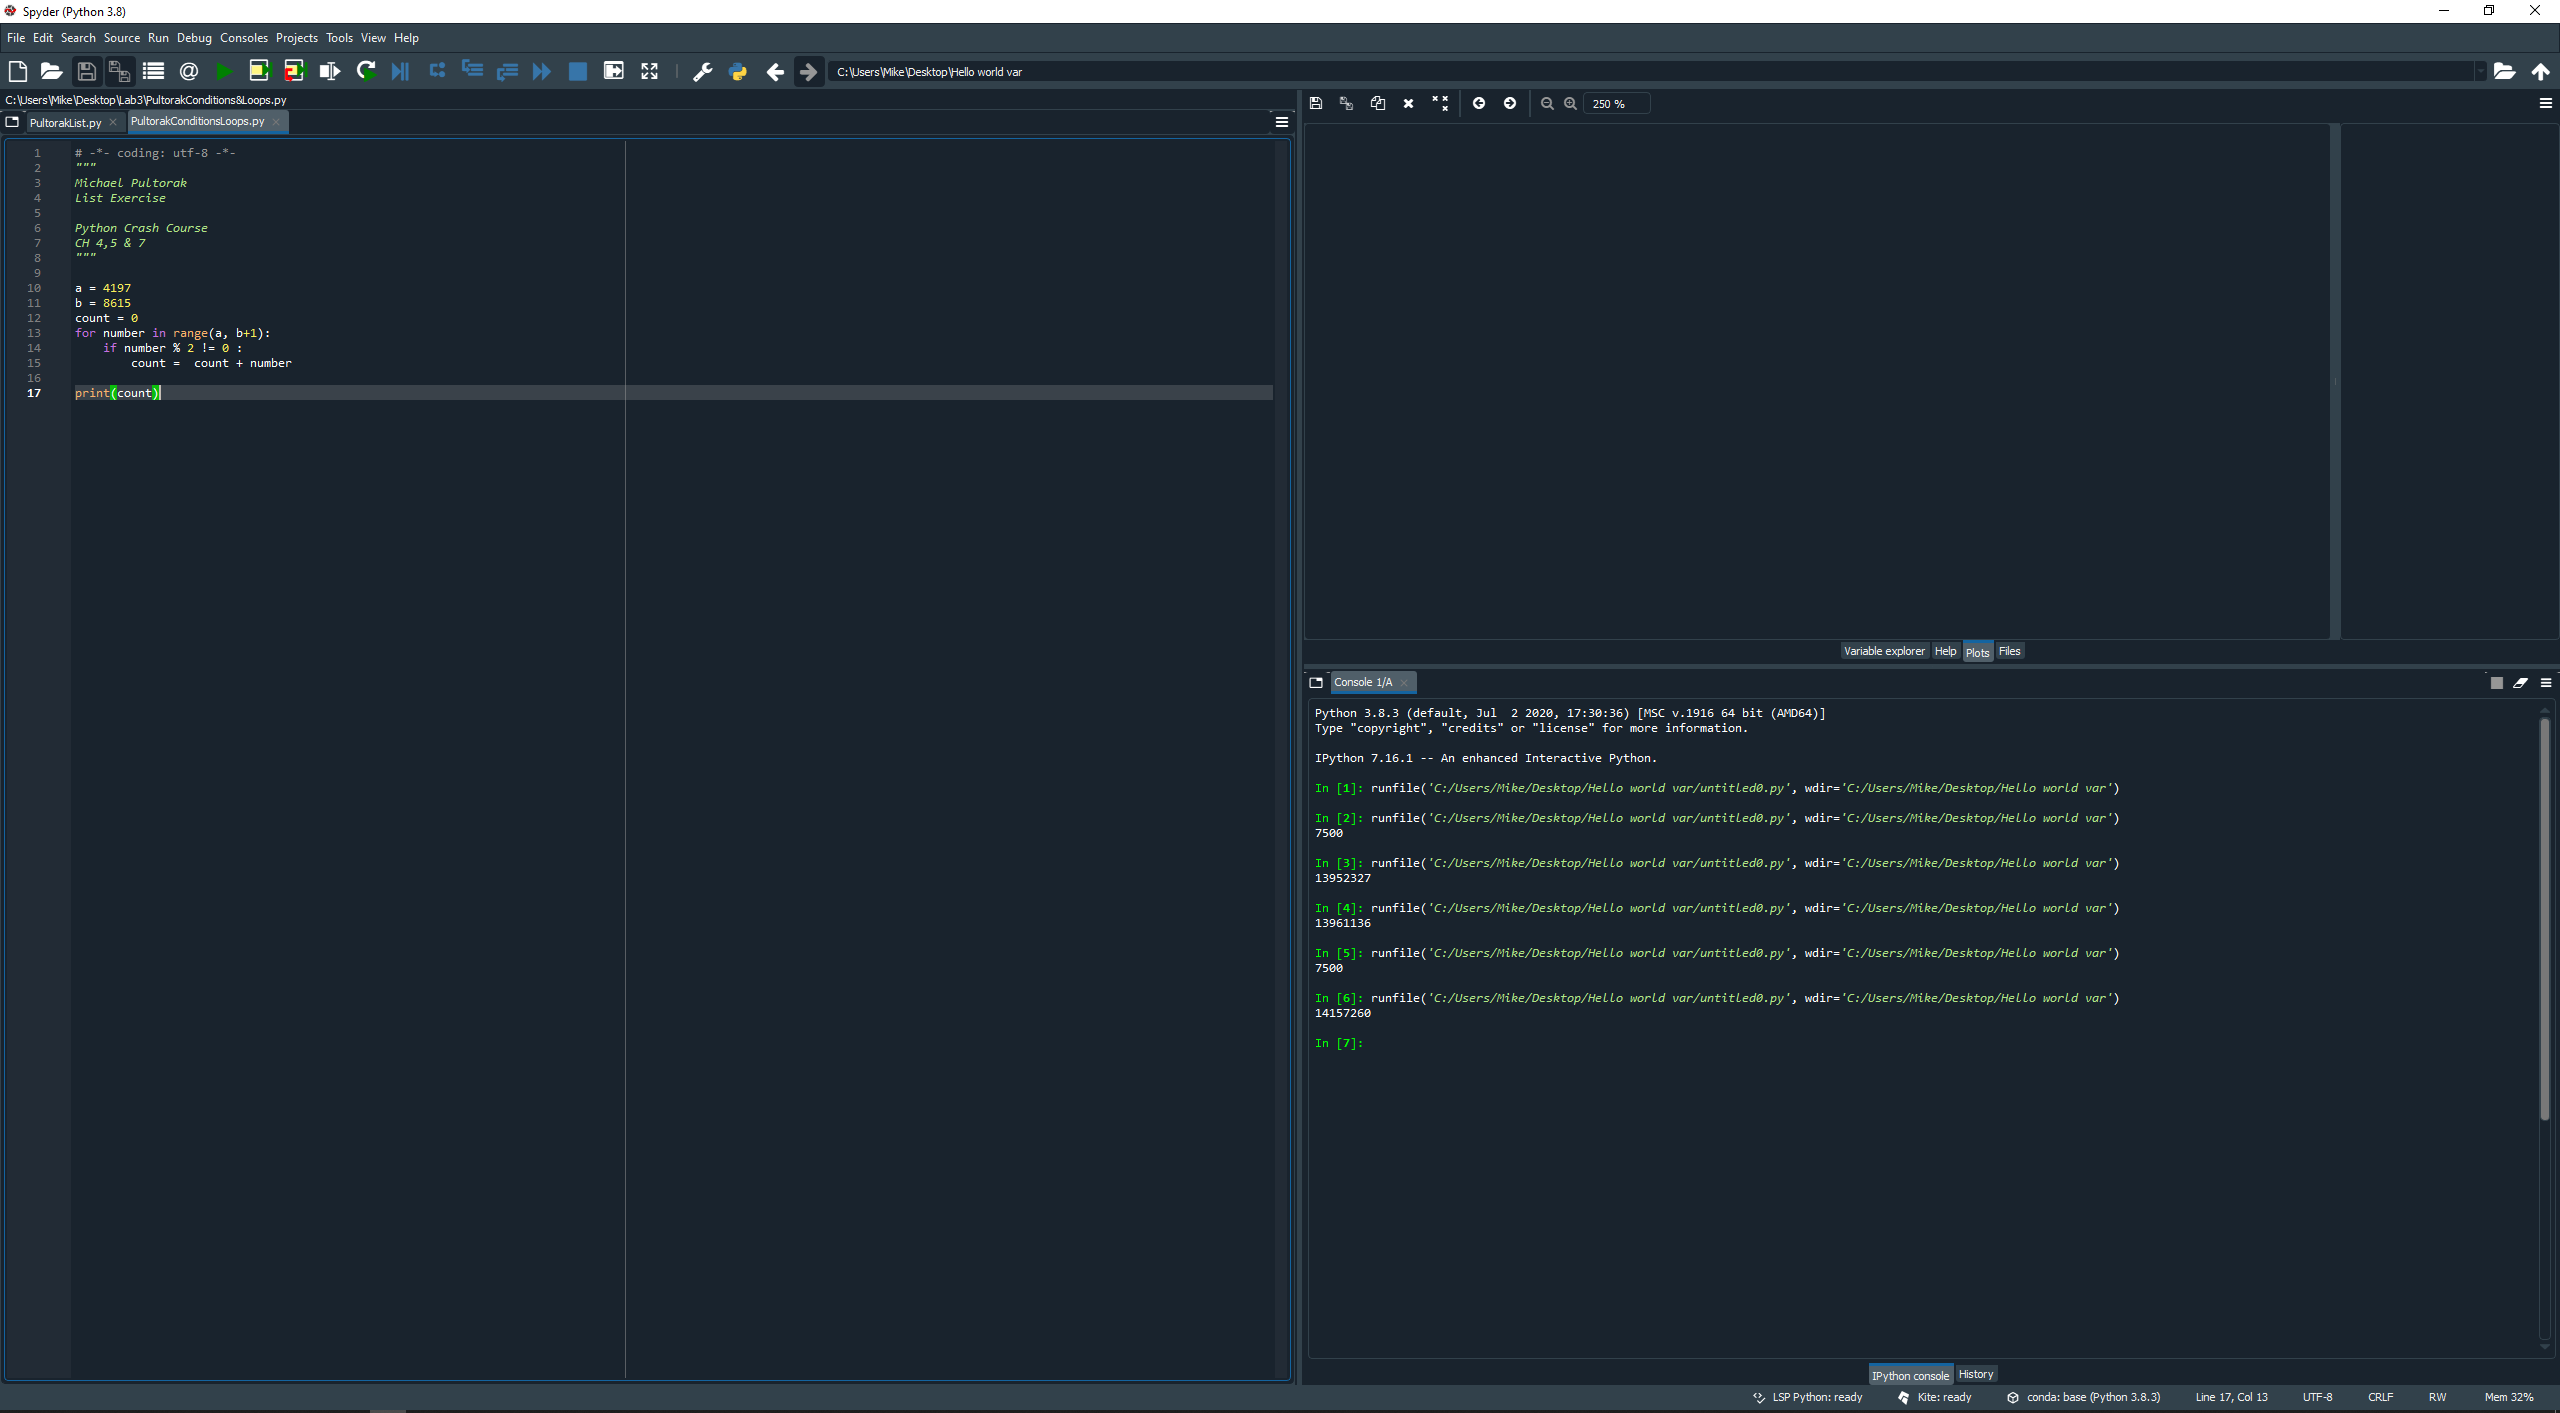 Spyder (Python 3.8)
File Edit Search Source Run Debug Consoles Projects Tools View Help
C:\Users\Mike\Desktop\Hello world var
C:\Users\Mike\Desktop\Lab3\PultorakConditions&Loops.py
PultorakList.py
PultorakConditionsLoops.py
1 # -*- coding: utf-8 -*-
2 """
3 Michael Pultorak
4 List Exercise
5
6 Python Crash Course
7 CH 4,5 & 7
8 """
9
10 a = 4197
11 b = 8615
12 count = 0
13 for number in range(a, b+1):
14     if number % 2 != 0 :
15         count =  count + number
16
17 print(count)
250 %
Variable explorer Help Plots Files
Console 1/A
Python 3.8.3 (default, Jul  2 2020, 17:30:36) [MSC v.1916 64 bit (AMD64)]
Type "copyright", "credits" or "license" for more information.
IPython 7.16.1 -- An enhanced Interactive Python.
In [1]: runfile('C:/Users/Mike/Desktop/Hello world var/untitled0.py', wdir='C:/Users/Mike/Desktop/Hello world var')
In [2]: runfile('C:/Users/Mike/Desktop/Hello world var/untitled0.py', wdir='C:/Users/Mike/Desktop/Hello world var')
7500
In [3]: runfile('C:/Users/Mike/Desktop/Hello world var/untitled0.py', wdir='C:/Users/Mike/Desktop/Hello world var')
13952327
In [4]: runfile('C:/Users/Mike/Desktop/Hello world var/untitled0.py', wdir='C:/Users/Mike/Desktop/Hello world var')
13961136
In [5]: runfile('C:/Users/Mike/Desktop/Hello world var/untitled0.py', wdir='C:/Users/Mike/Desktop/Hello world var')
7500
In [6]: runfile('C:/Users/Mike/Desktop/Hello world var/untitled0.py', wdir='C:/Users/Mike/Desktop/Hello world var')
14157260
In [7]:
IPython console History
LSP Python: ready Kite: ready conda: base (Python 3.8.3) Line 17, Col 13 UTF-8 CRLF RW Mem 32%